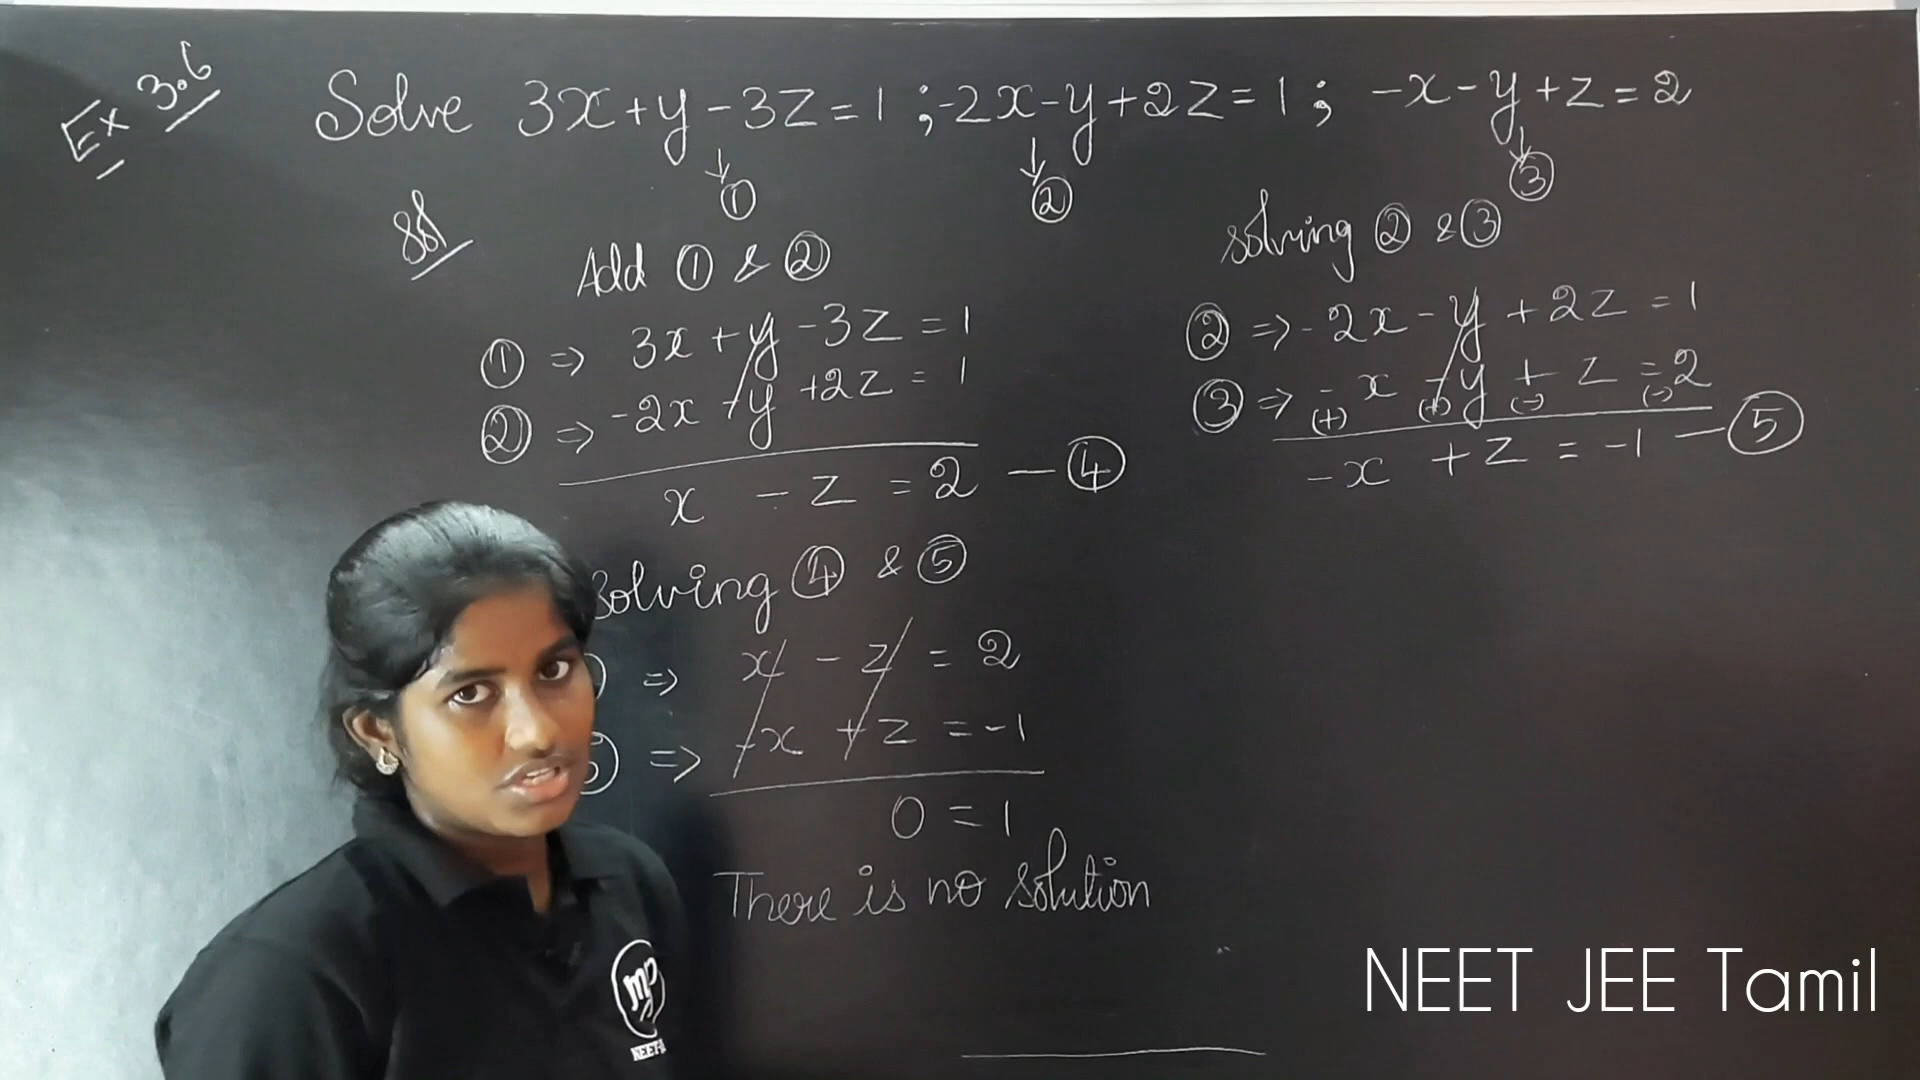 Ex 3.6
Solve 3x+y-3z=1 ; -2x-y+2z=1 ; -x-y+z=2
① ② ③
Sol
Add ① & ②
① => 3x+y-3z=1
② => -2x-y+2z=1
x - z = 2 — ④
solving ② & ③
② => -2x-y+2z=1
③ => -x-y+z=2
(+) (+) (-) (-)
-x+z=-1 — ⑤
Solving ④ & ⑤
=> x - z = 2
⑤ => -x+z=-1
0=1
There is no solution
NEET JEE Tamil